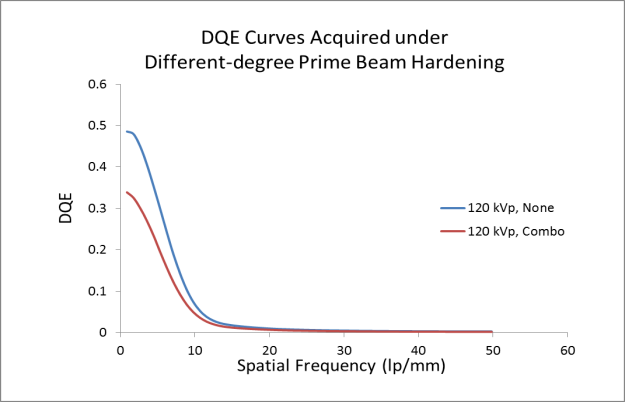 DQE Curves Acquired under
Different-degree Prime Beam Hardening
0.6
0.5
0.4
0.3
0.2
0.1
0
DQE
120 kVp, None
120 kVp, Combo
0 10 20 30 40 50 60
Spatial Frequency (lp/mm)